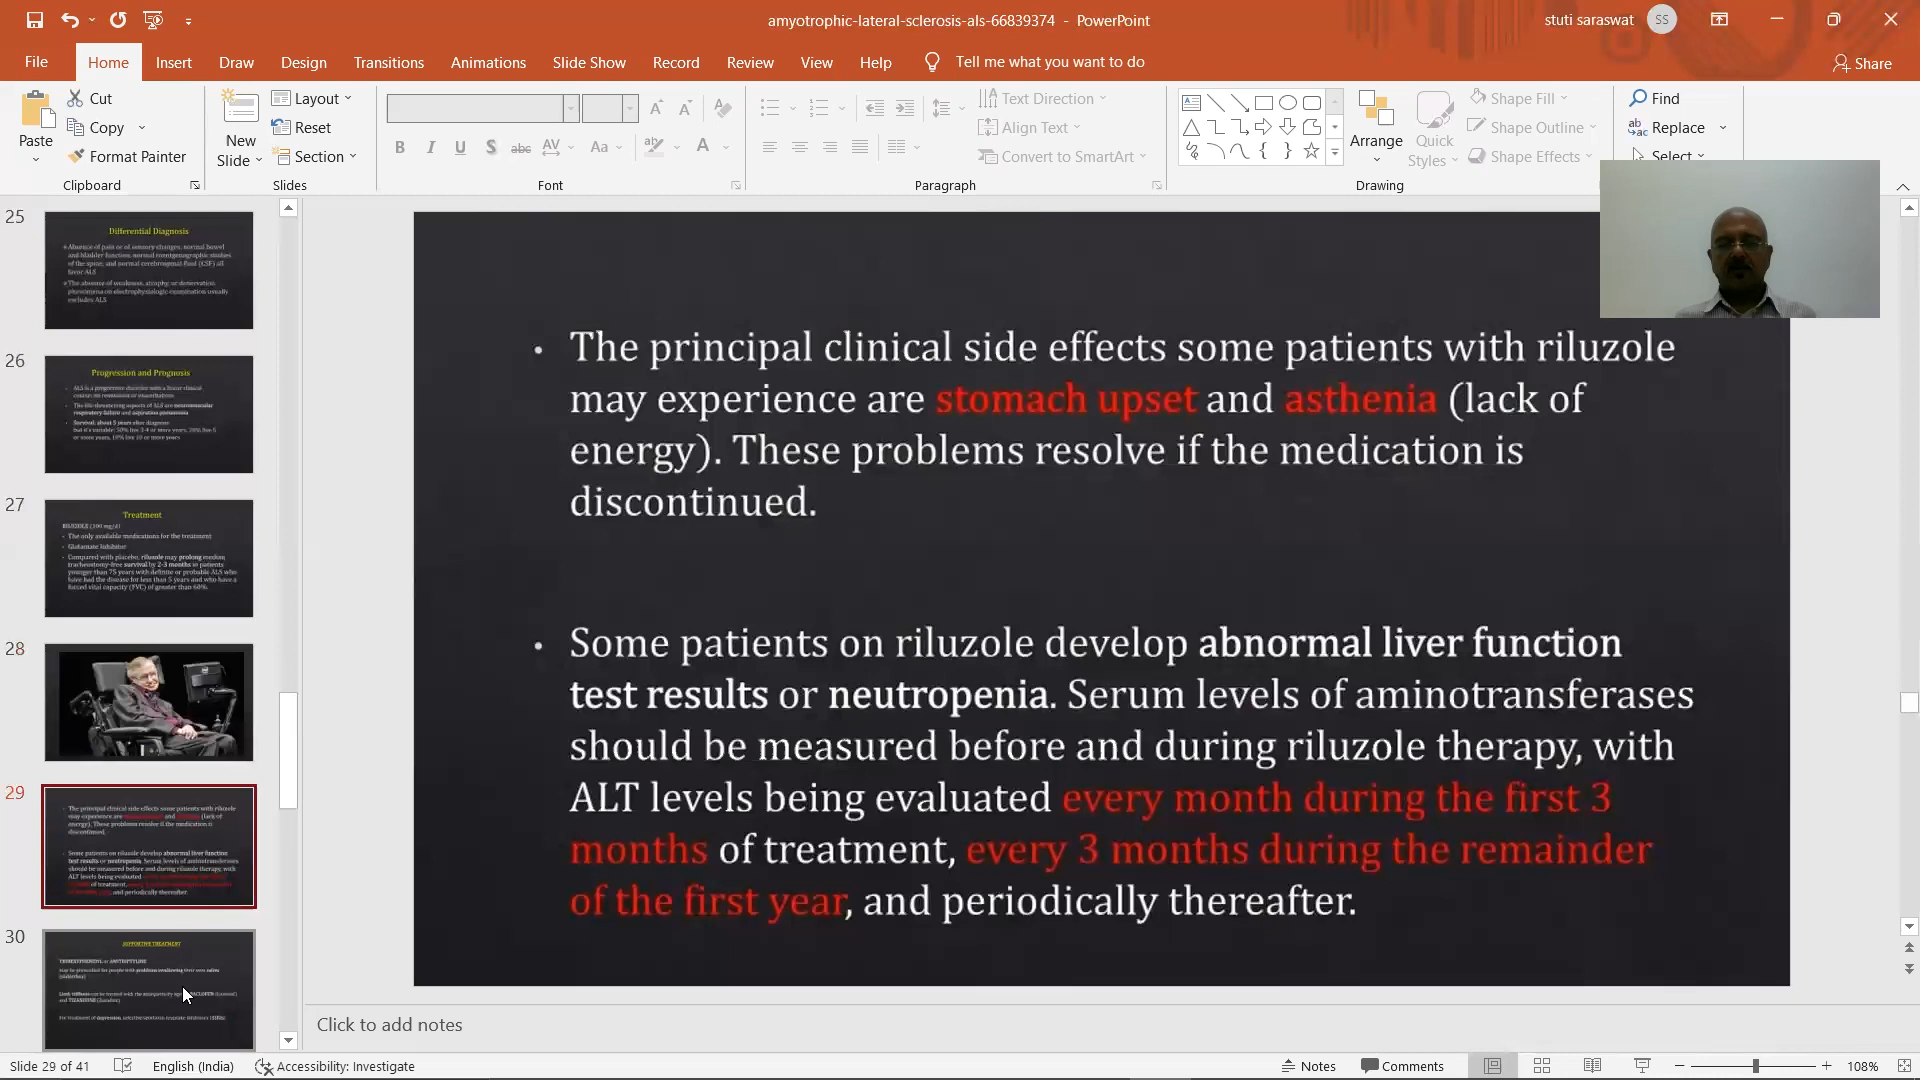 amyotrophic-lateral-sclerosis-als-66839374 - PowerPoint
stuti saraswat
SS
File
Home
Insert
Draw
Design
Transitions
Animations
Slide Show
Record
Review
View
Help
Tell me what you want to do
Share
Paste
Cut
Copy
Format Painter
Clipboard
New
Slide
Layout
Reset
Section
Slides
Font
Text Direction
Align Text
Convert to SmartArt
Paragraph
Arrange
Quick
Styles
Shape Fill
Shape Outline
Shape Effects
Drawing
Find
Replace
Select
25
Differential Diagnosis
26
Progression and Prognosis
27
Treatment
28
29
30
SUPPORTIVE TREATMENT
• The principal clinical side effects some patients with riluzole
may experience are stomach upset and asthenia (lack of
energy). These problems resolve if the medication is
discontinued.
• Some patients on riluzole develop abnormal liver function
test results or neutropenia. Serum levels of aminotransferases
should be measured before and during riluzole therapy, with
ALT levels being evaluated every month during the first 3
months of treatment, every 3 months during the remainder
of the first year, and periodically thereafter.
Click to add notes
Slide 29 of 41
English (India)
Accessibility: Investigate
Notes
Comments
108%